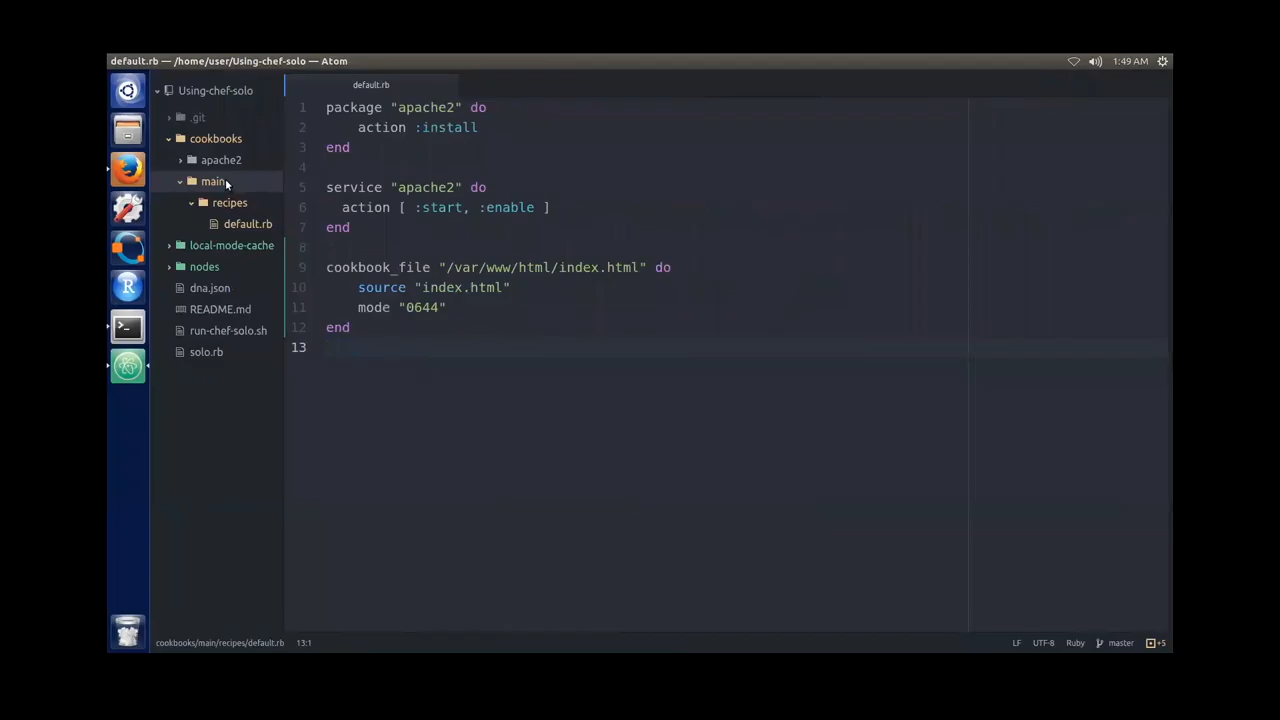 default.rb — /home/user/Using-chef-solo — Atom
1:49 AM
Using-chef-solo
.git
cookbooks
apache2
main
recipes
default.rb
local-mode-cache
nodes
dna.json
README.md
run-chef-solo.sh
solo.rb
default.rb
1 package "apache2" do
2 action :install
3 end
4
5 service "apache2" do
6 action [ :start, :enable ]
7 end
8
9 cookbook_file "/var/www/html/index.html" do
10 source "index.html"
11 mode "0644"
12 end
13
cookbooks/main/recipes/default.rb 13:1
LF UTF-8 Ruby master +5